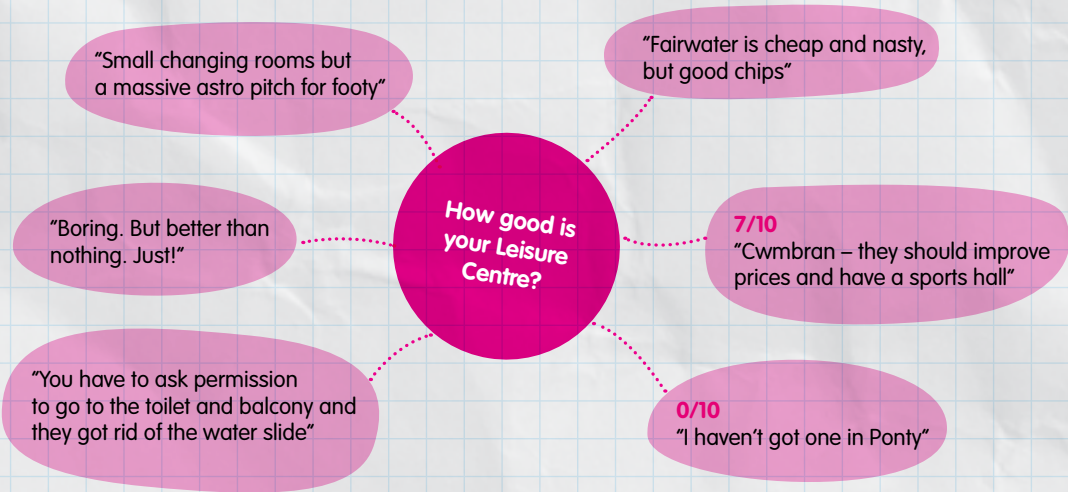 "Small changing rooms but
a massive astro pitch for footy"
"Fairwater is cheap and nasty,
but good chips"
"Boring. But better than
nothing. Just!"
How good is
your Leisure
Centre?
7/10
"Cwmbran – they should improve
prices and have a sports hall"
"You have to ask permission
to go to the toilet and balcony and
they got rid of the water slide"
0/10
"I haven't got one in Ponty"